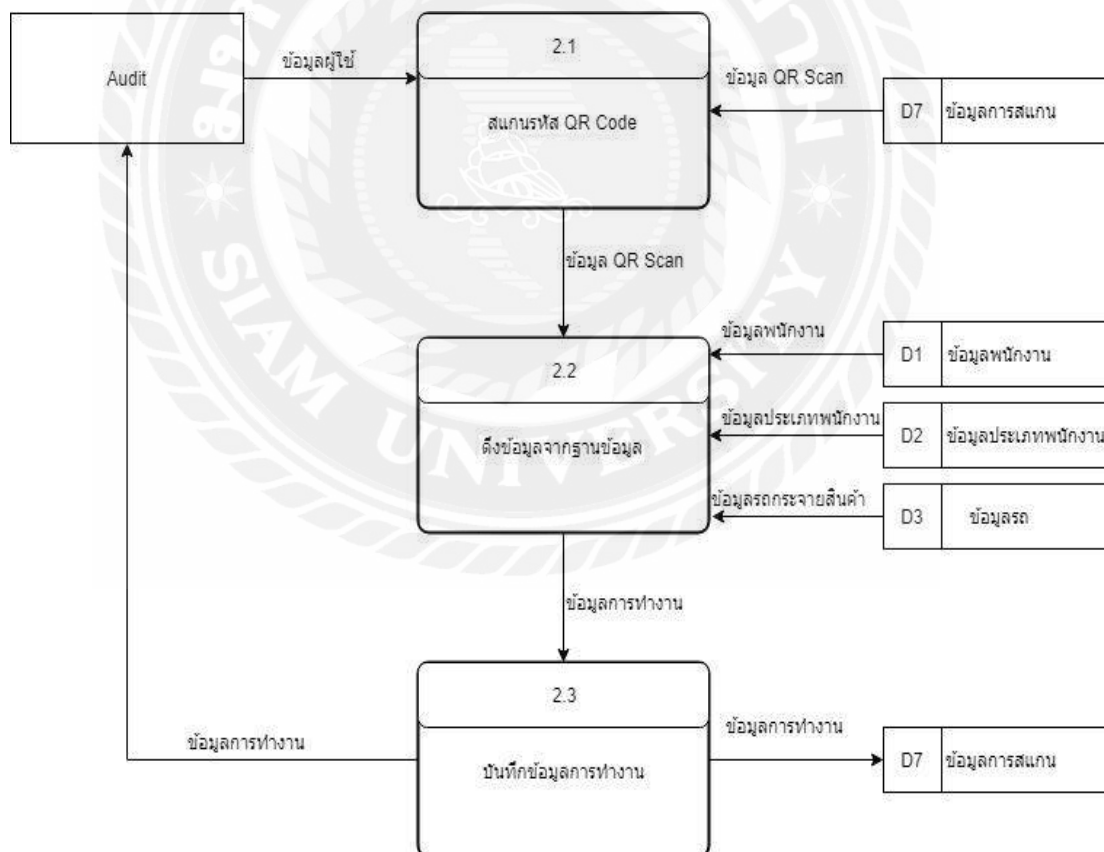 Audit
ข้อมูลผู้ใช้
2.1
สแกนรหัส QR Code
ข้อมูล QR Scan
D7
ข้อมูลการสแกน
ข้อมูล QR Scan
2.2
ดึงข้อมูลจากฐานข้อมูล
ข้อมูลพนักงาน
D1
ข้อมูลพนักงาน
ข้อมูลประเภทพนักงาน
D2
ข้อมูลประเภทพนักงาน
ข้อมูลรถกระจายสินค้า
D3
ข้อมูลรถ
ข้อมูลการทำงาน
2.3
บันทึกข้อมูลการทำงาน
ข้อมูลการทำงาน
ข้อมูลการทำงาน
D7
ข้อมูลการสแกน
SIAM UNIVERSITY